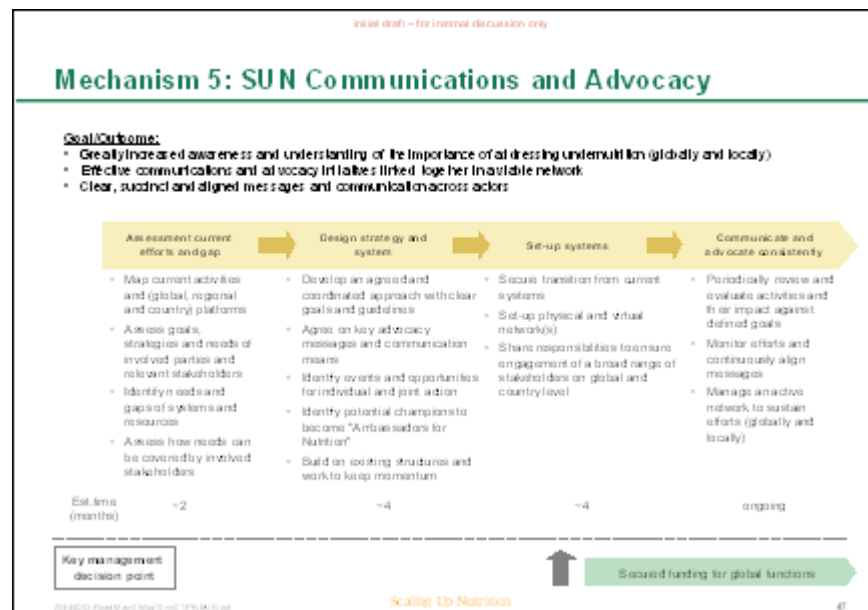 initial draft – for internal discussion only
Mechanism 5: SUN Communications and Advocacy
Goal/Outcome:
• Greatly increased awareness and understanding of the importance of addressing undernutrition (globally and locally)
• Effective communications and advocacy initiatives linked together in a viable network
• Clear, succinct and aligned messages and communication across actors
Assessment current
efforts and gap
Design strategy and
system
Set-up systems
Communicate and
advocate consistently
• Map current activities
and (global, regional
and country) platforms
• Assess goals,
strategies and needs of
involved parties and
relevant stakeholders
• Identify needs and
gaps of systems and
resources
• Assess how needs can
be covered by involved
stakeholders
• Develop an agreed and
coordinated approach with clear
goals and guidelines
• Agree on key advocacy
messages and communication
means
• Identify events and opportunities
for individual and joint action
• Identify potential champions to
become "Ambassadors for
Nutrition"
• Build on existing structures and
work to keep momentum
• Secure transition from current
systems
• Set-up physical and virtual
network(s)
• Share responsibilities to ensure
engagement of a broad range of
stakeholders on global and
country level
• Periodically review and
evaluate activities and
their impact against
defined goals
• Monitor efforts and
continuously align
messages
• Manage an active
network to sustain
efforts (globally and
locally)
Est. time
(months)
~2
~4
~4
ongoing
Key management
decision point
Secured funding for global functions
Scaling Up Nutrition
47